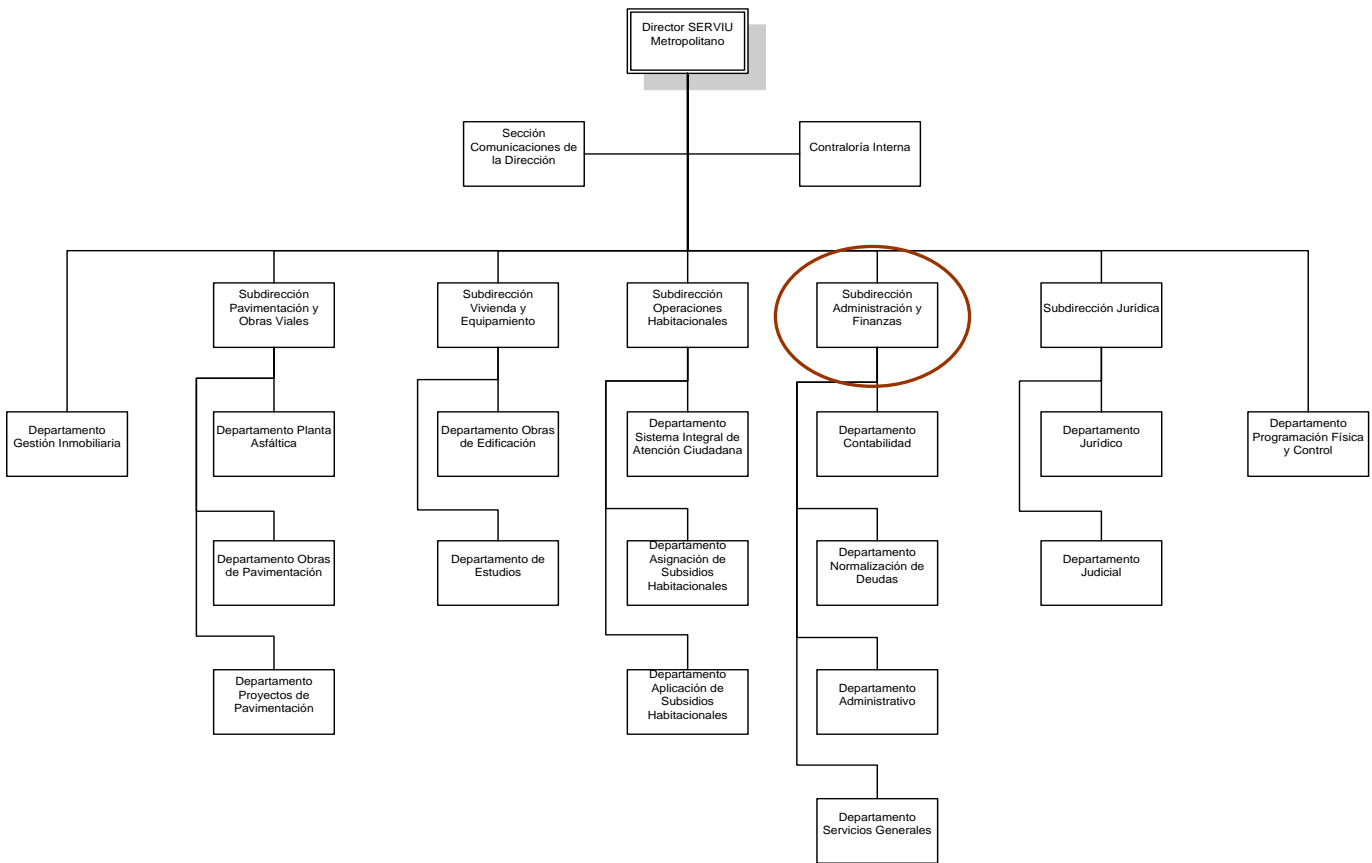 Director SERVIU
Metropolitano
Sección
Comunicaciones de
la Dirección
Contraloría Interna
Subdirección
Pavimentación y
Obras Viales
Subdirección
Vivienda y
Equipamiento
Subdirección
Operaciones
Habitacionales
Subdirección
Administración y
Finanzas
Subdirección Jurídica
Departamento
Gestión Inmobiliaria
Departamento Planta
Asfáltica
Departamento Obras
de Edificación
Departamento
Sistema Integral de
Atención Ciudadana
Departamento
Contabilidad
Departamento
Jurídico
Departamento
Programación Física
y Control
Departamento Obras
de Pavimentación
Departamento de
Estudios
Departamento
Asignación de
Subsidios
Habitacionales
Departamento
Normalización de
Deudas
Departamento
Judicial
Departamento
Proyectos de
Pavimentación
Departamento
Aplicación de
Subsidios
Habitacionales
Departamento
Administrativo
Departamento
Servicios Generales